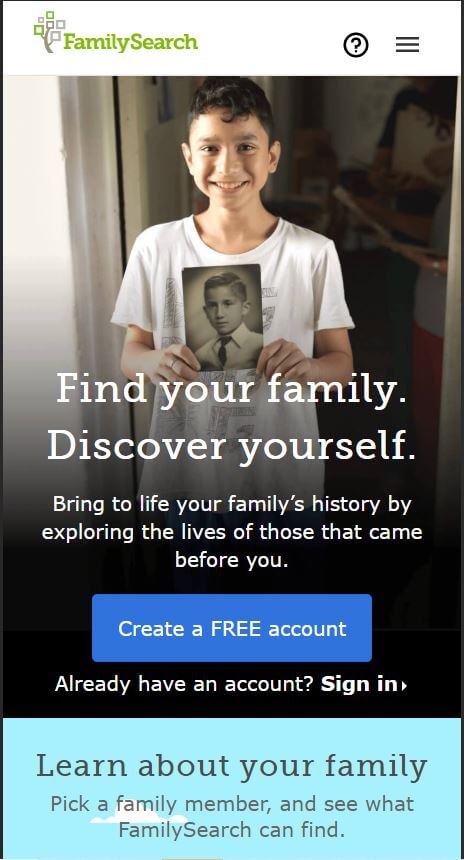 FamilySearch
Find your family.
Discover yourself.
Bring to life your family's history by
exploring the lives of those that came
before you.
Create a FREE account
Already have an account? Sign in
Learn about your family
Pick a family member, and see what
FamilySearch can find.